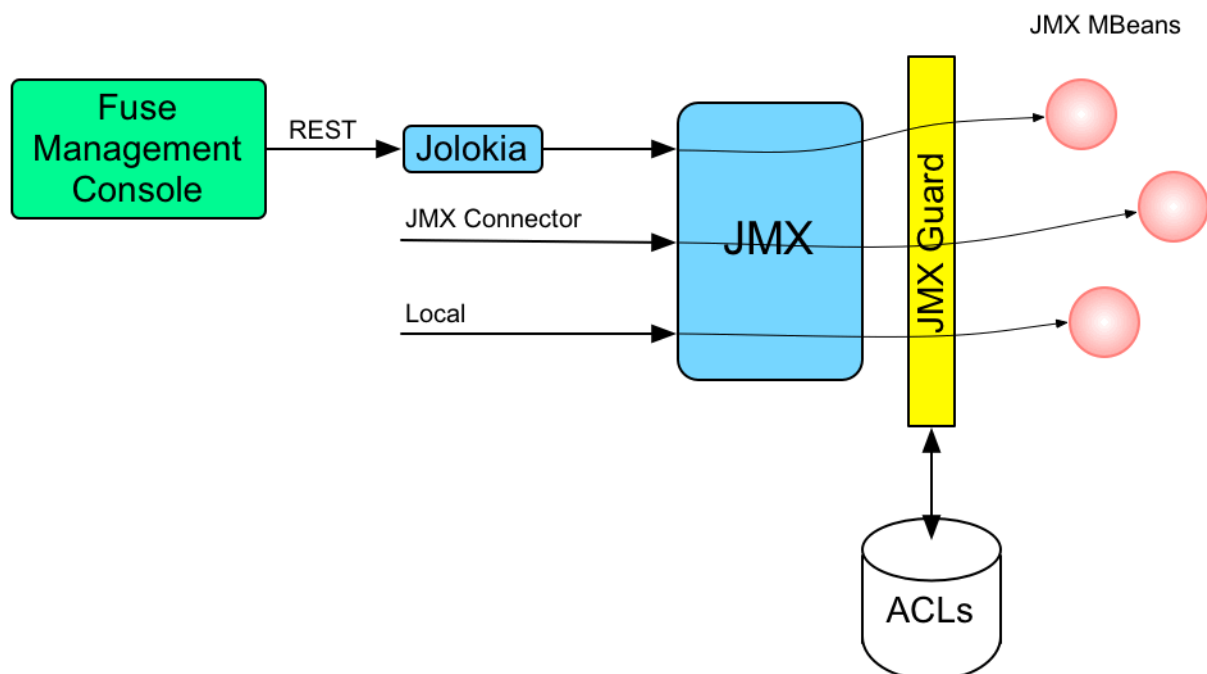 JMX MBeans
Fuse
Management
Console
REST
Jolokia
JMX Connector
JMX
JMX Guard
Local
ACLs